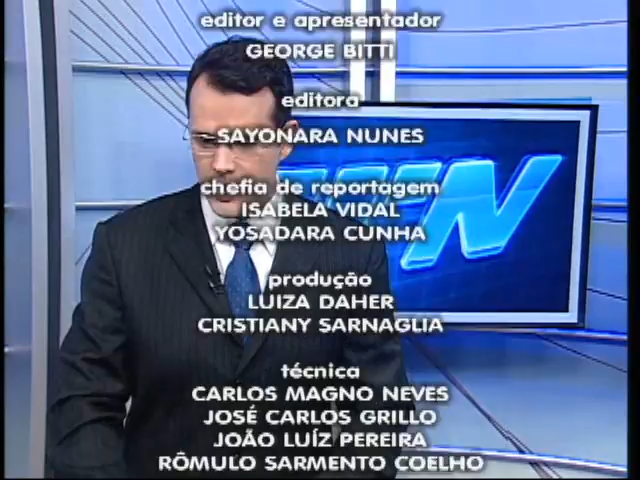 editor e apresentador
GEORGE BITTI
editora
SAYONARA NUNES
chefia de reportagem
ISABELA VIDAL
YOSADARA CUNHA
produção
LUIZA DAHER
CRISTIANY SARNAGLIA
técnica
CARLOS MAGNO NEVES
JOSÉ CARLOS GRILLO
JOÃO LUÍZ PEREIRA
RÔMULO SARMENTO COELHO